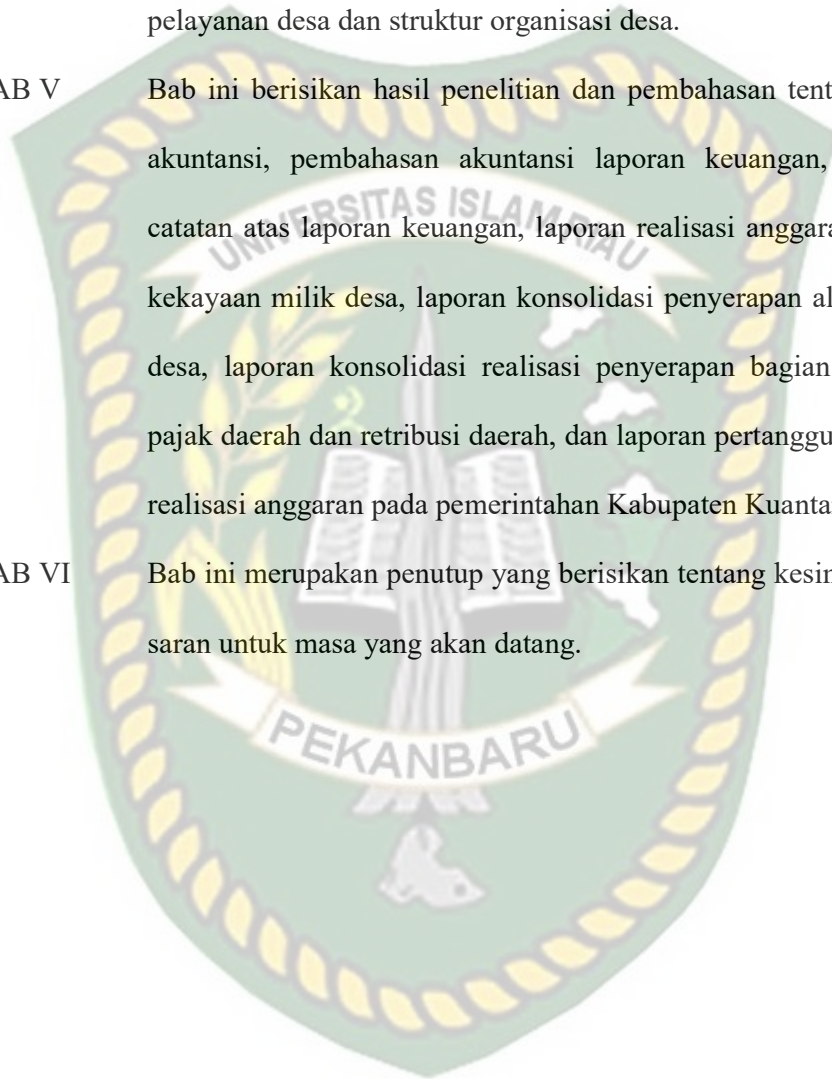 pelayanan desa dan struktur organisasi desa.
AB V Bab ini berisikan hasil penelitian dan pembahasan tent
akuntansi, pembahasan akuntansi laporan keuangan,
catatan atas laporan keuangan, laporan realisasi anggara
kekayaan milik desa, laporan konsolidasi penyerapan al
desa, laporan konsolidasi realisasi penyerapan bagian
pajak daerah dan retribusi daerah, dan laporan pertanggu
realisasi anggaran pada pemerintahan Kabupaten Kuanta
AB VI Bab ini merupakan penutup yang berisikan tentang kesin
saran untuk masa yang akan datang.
UNIVERSITAS ISLAM RIAU
PEKANBARU